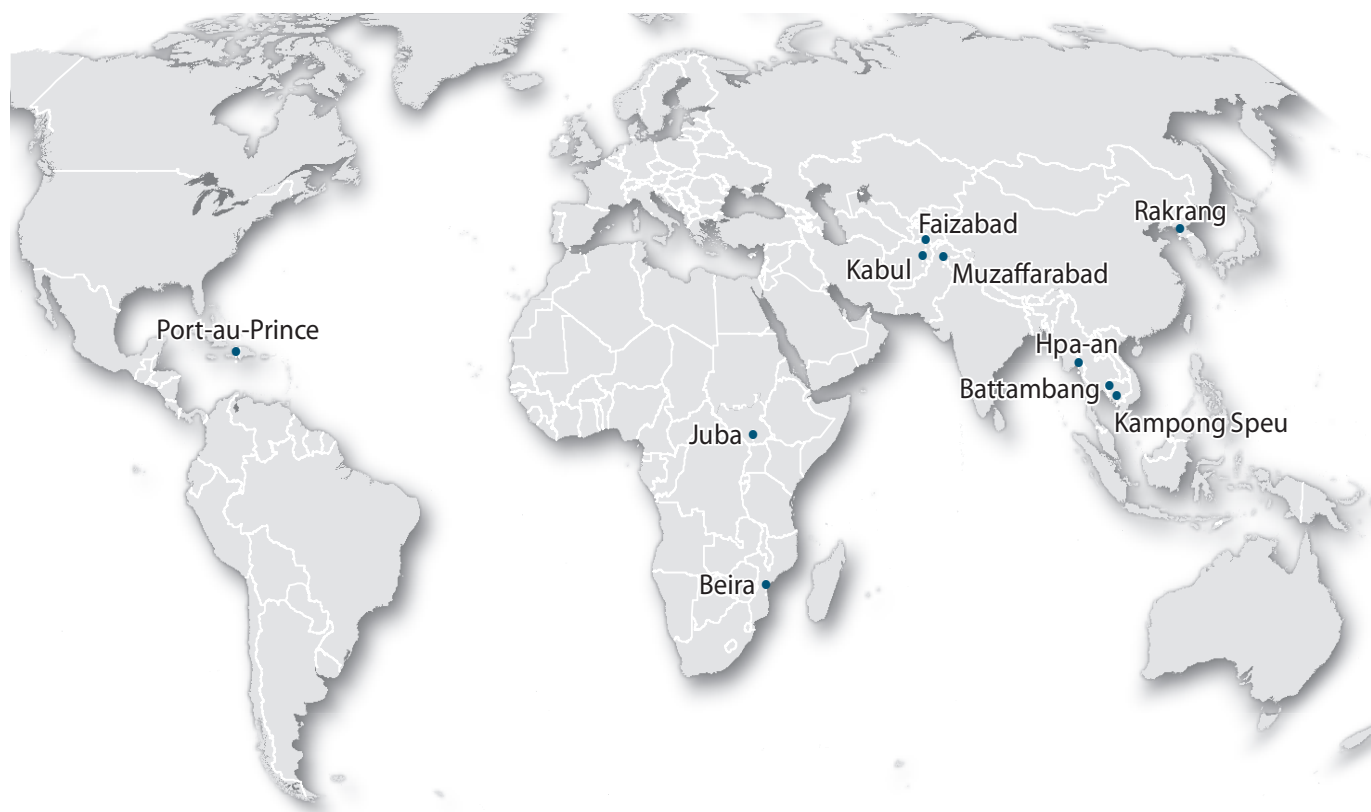 Rakrang
Faizabad
Kabul
Muzaffarabad
Port-au-Prince
Hpa-an
Battambang
Kampong Speu
Juba
Beira